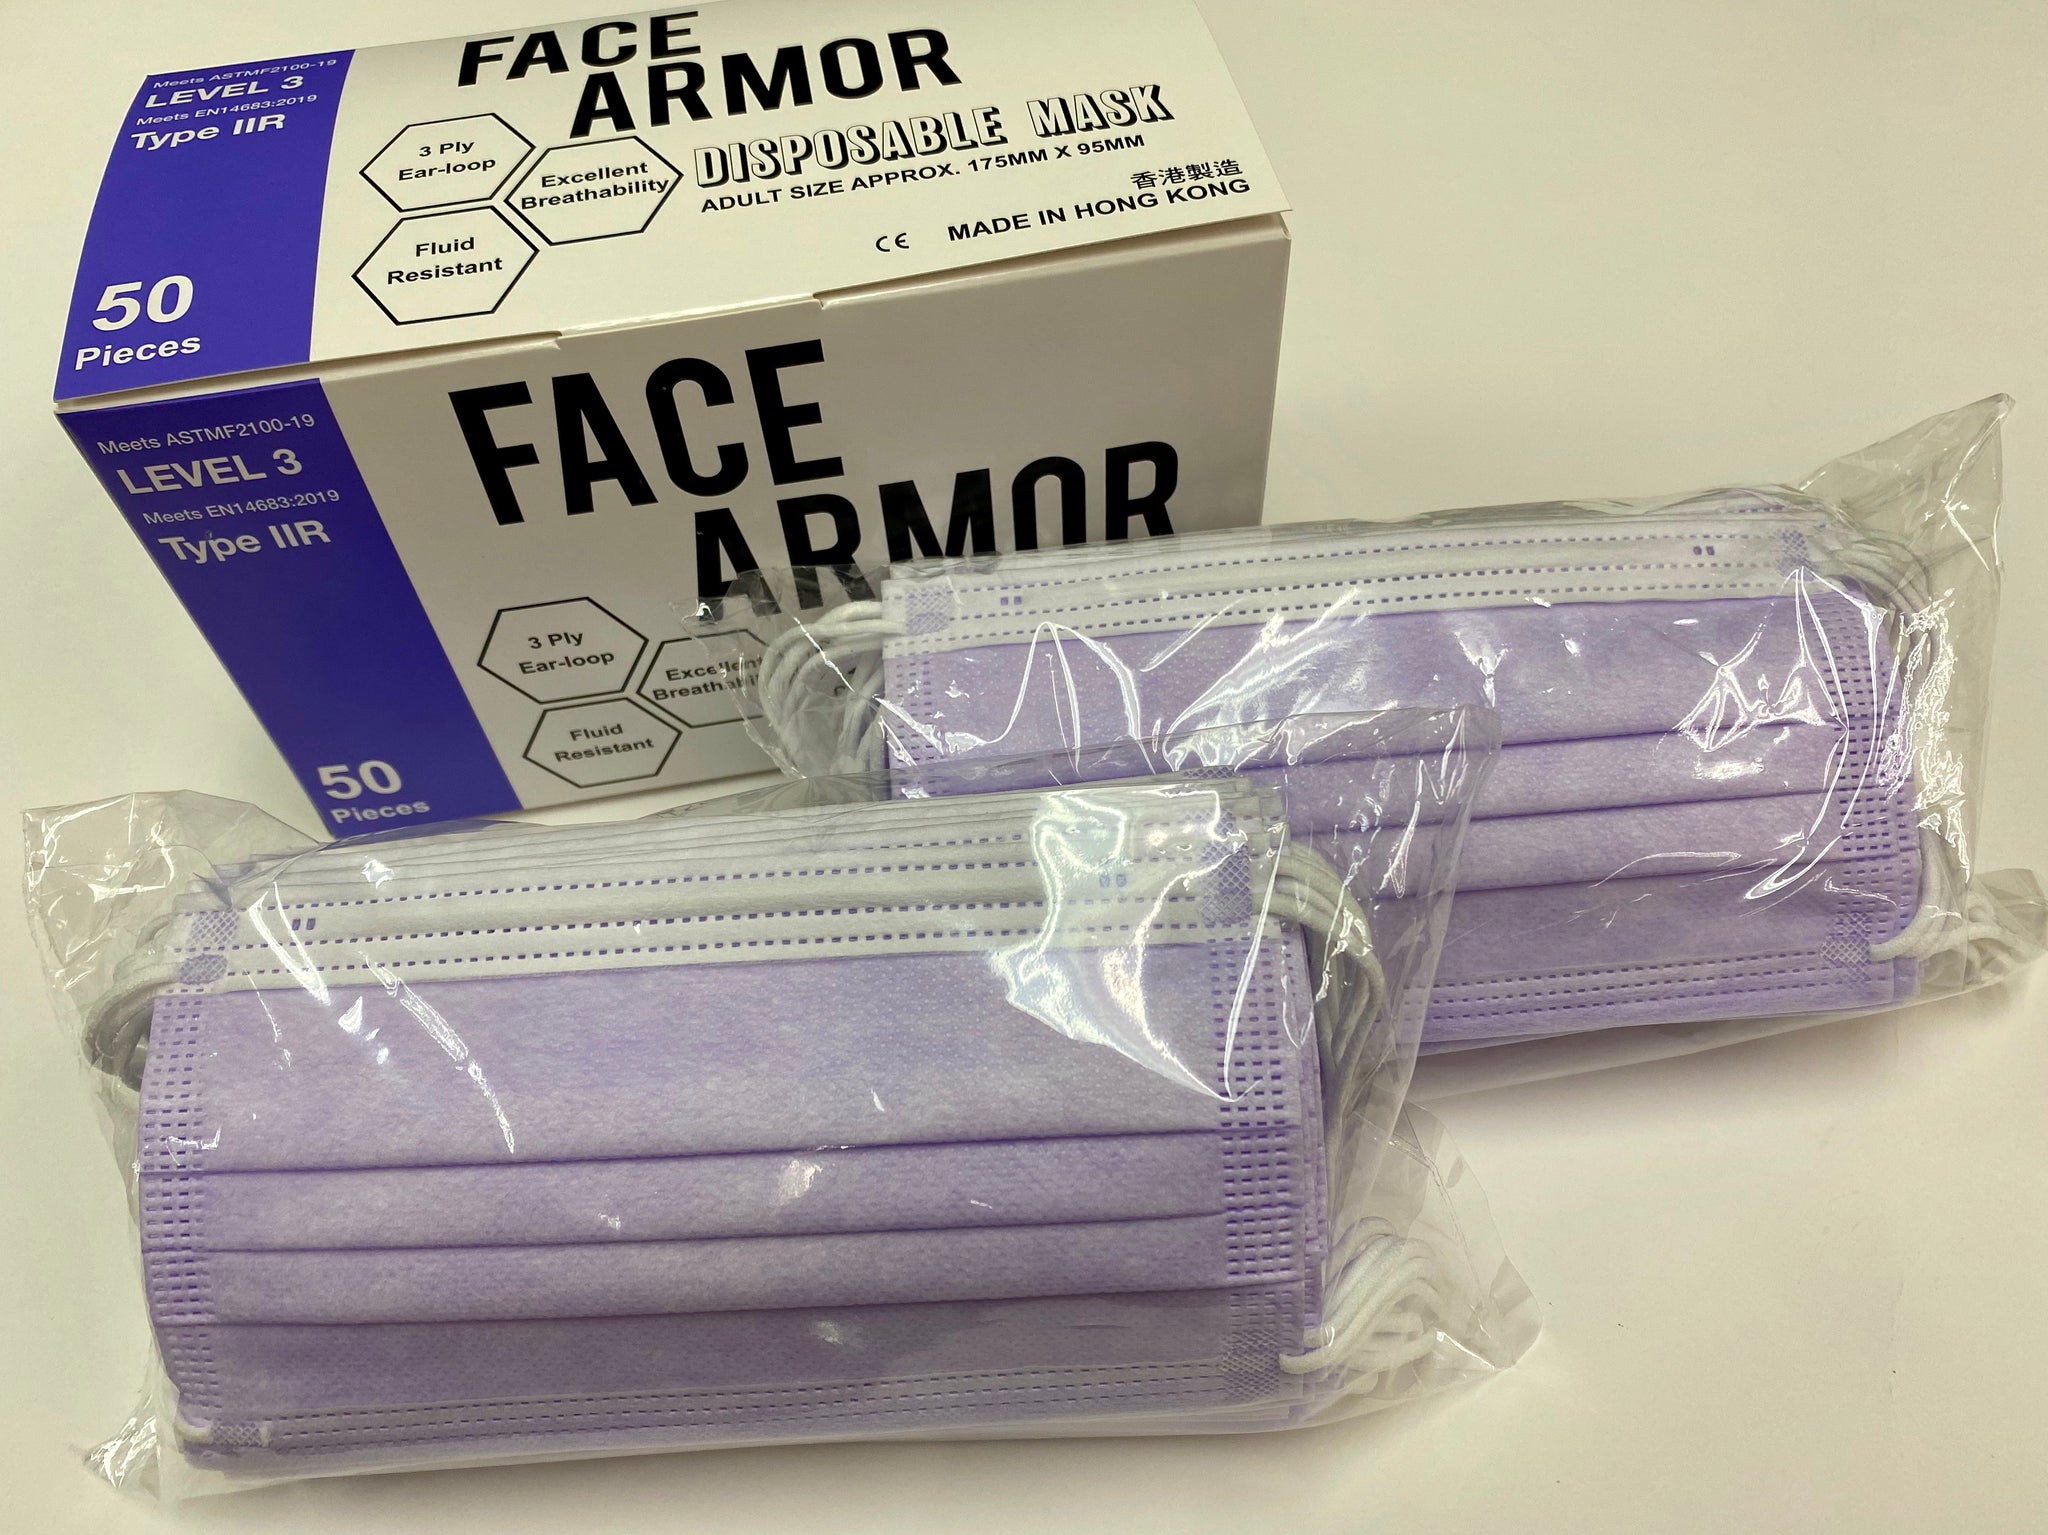 Meets ASTMF2100-19
LEVEL 3
Meets EN14683:2019
Type IIR
50
Pieces
FACE
ARMOR
DISPOSABLE MASK
ADULT SIZE APPROX. 175MM X 95MM
3 Ply
Ear-loop
Excellent
Breathability
Fluid
Resistant
香港製造
CE MADE IN HONG KONG
Meets ASTMF2100-19
LEVEL 3
Meets EN14683:2019
Type IIR
50
Pieces
FACE
ARMOR
3 Ply
Ear-loop
Excellent
Fluid
Resistant